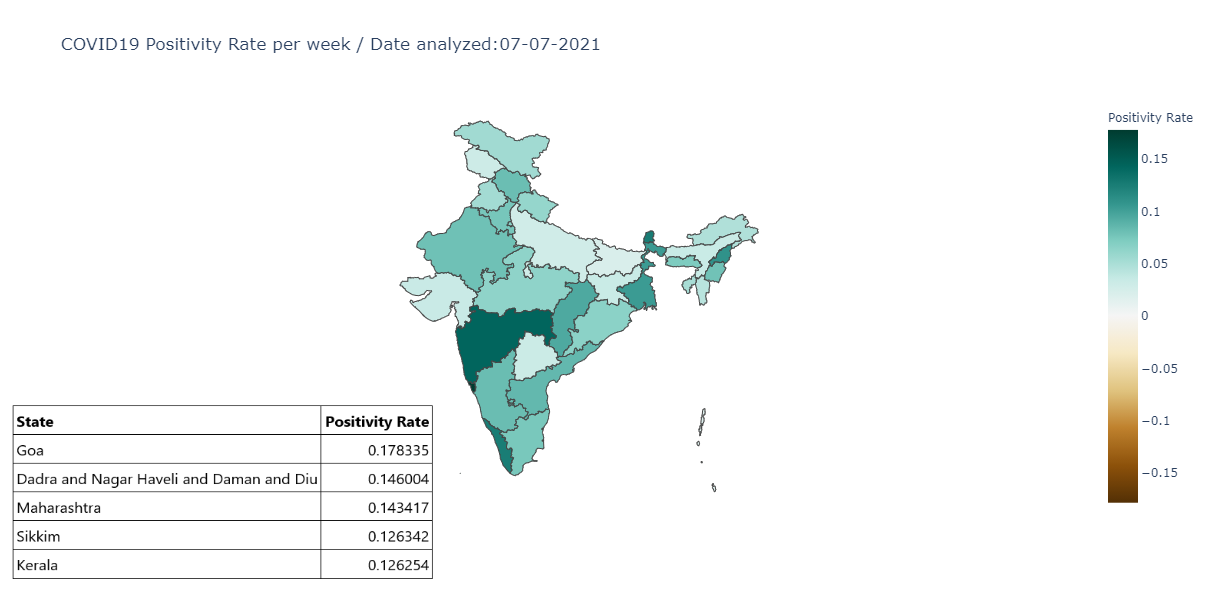 COVID19 Positivity Rate per week / Date analyzed:07-07-2021
Positivity Rate
0.15
0.1
0.05
0
−0.05
−0.1
−0.15
State Positivity Rate
Goa 0.178335
Dadra and Nagar Haveli and Daman and Diu 0.146004
Maharashtra 0.143417
Sikkim 0.126342
Kerala 0.126254